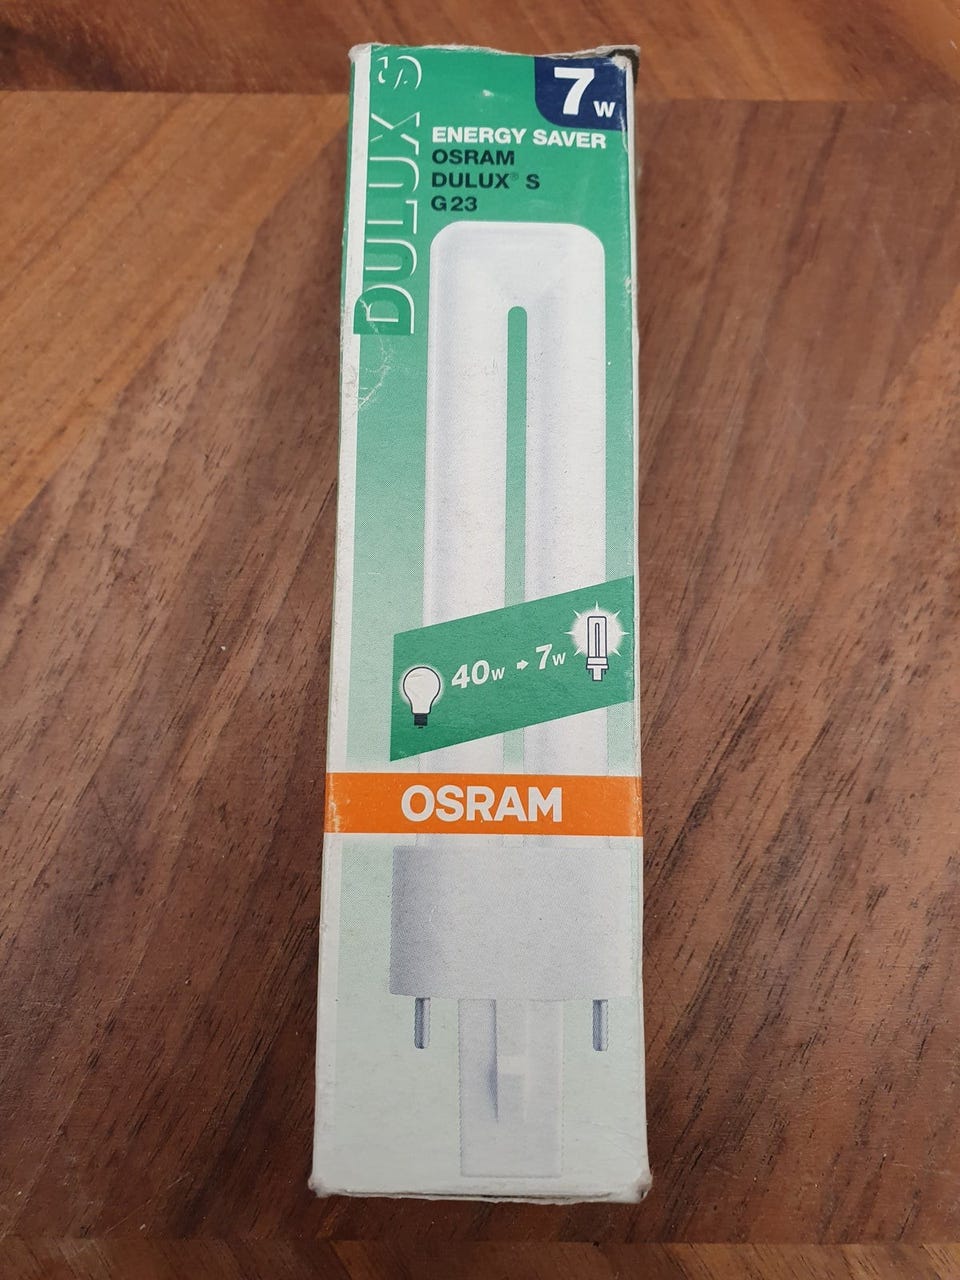 7W
ENERGY SAVER
OSRAM
DULUX® S
G23
DULUX S
40W 7W
OSRAM